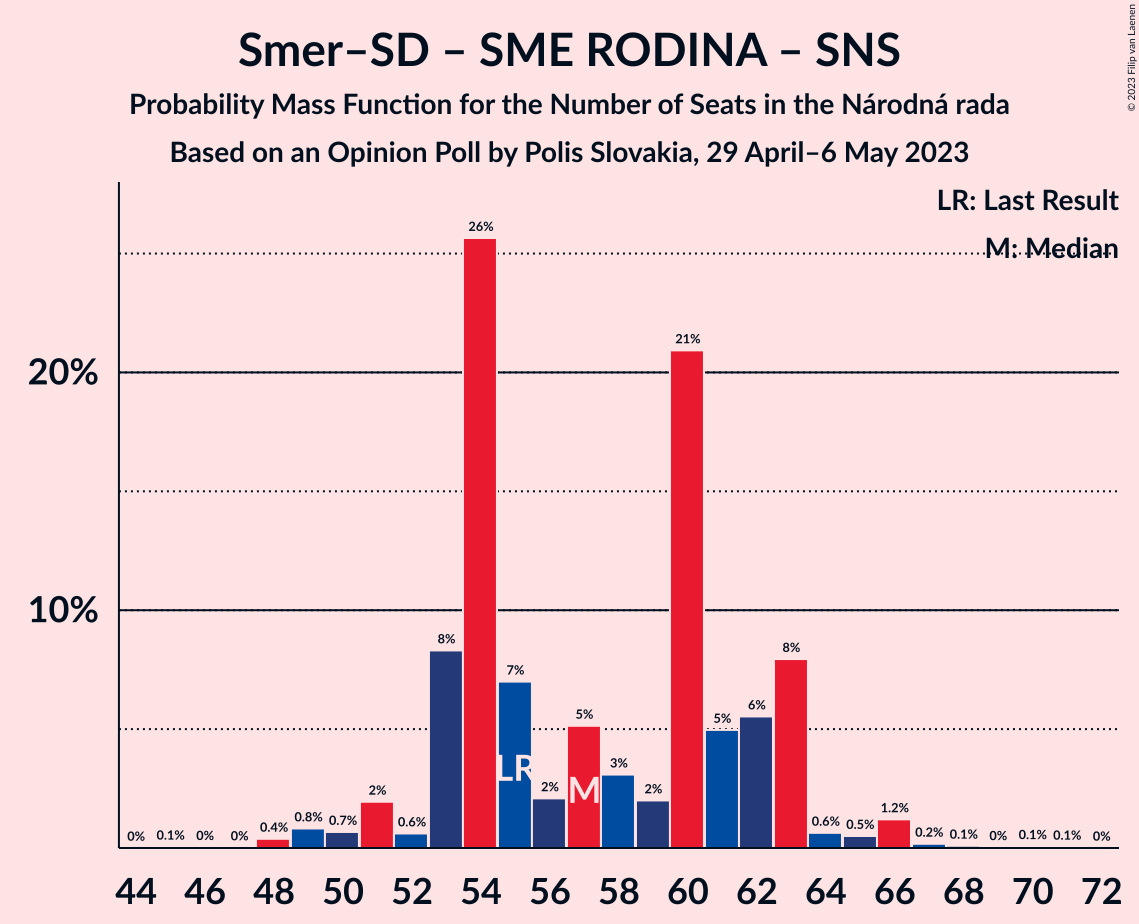 Smer–SD – SME RODINA – SNS
Probability Mass Function for the Number of Seats in the Národná rada
Based on an Opinion Poll by Polis Slovakia, 29 April–6 May 2023
© 2023 Filip van Laenen
LR: Last Result
M: Median
20%
10%
0% 0.1% 0% 0% 0.4% 0.8% 0.7% 2% 0.6% 8% 26% 7% 2% 5% 3% 2% 21% 5% 6% 8% 0.6% 0.5% 1.2% 0.2% 0.1% 0% 0.1% 0.1% 0%
LR M
44 46 48 50 52 54 56 58 60 62 64 66 68 70 72